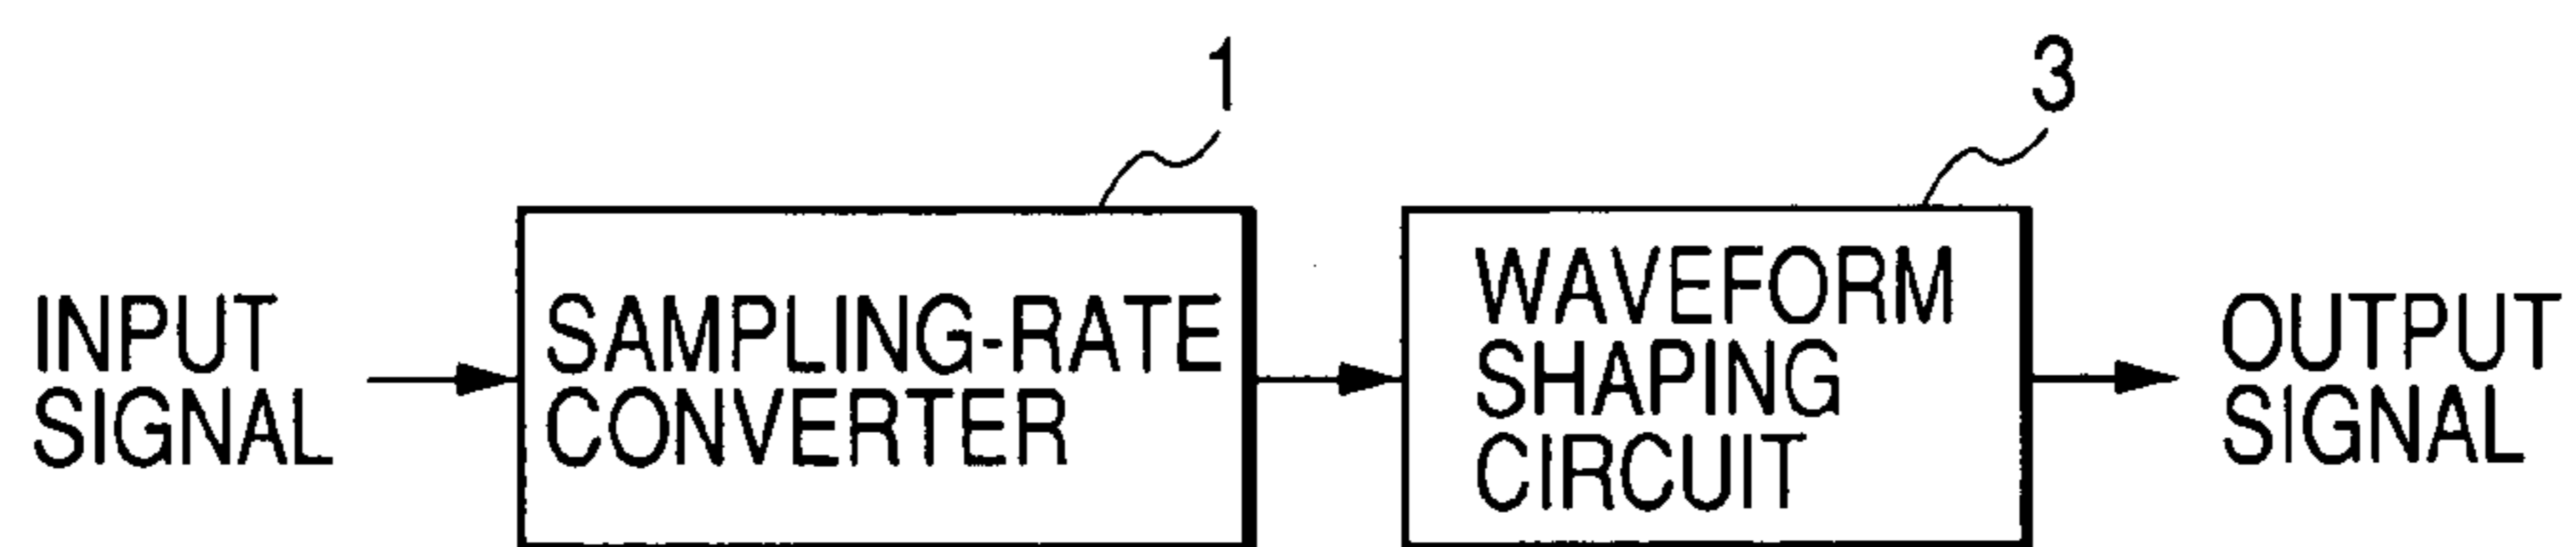 1
3
INPUT
SIGNAL
SAMPLING-RATE
CONVERTER
WAVEFORM
SHAPING
CIRCUIT
OUTPUT
SIGNAL